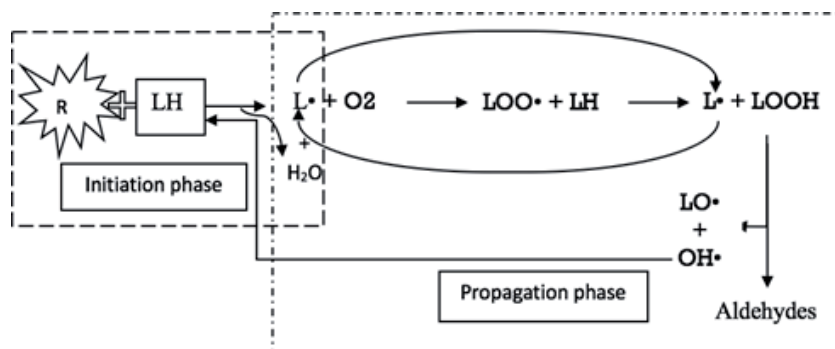 R + LH L• + O2 LOO• + LH L• + LOOH
+
H₂O
Initiation phase
LO•
+
OH•
Propagation phase
Aldehydes